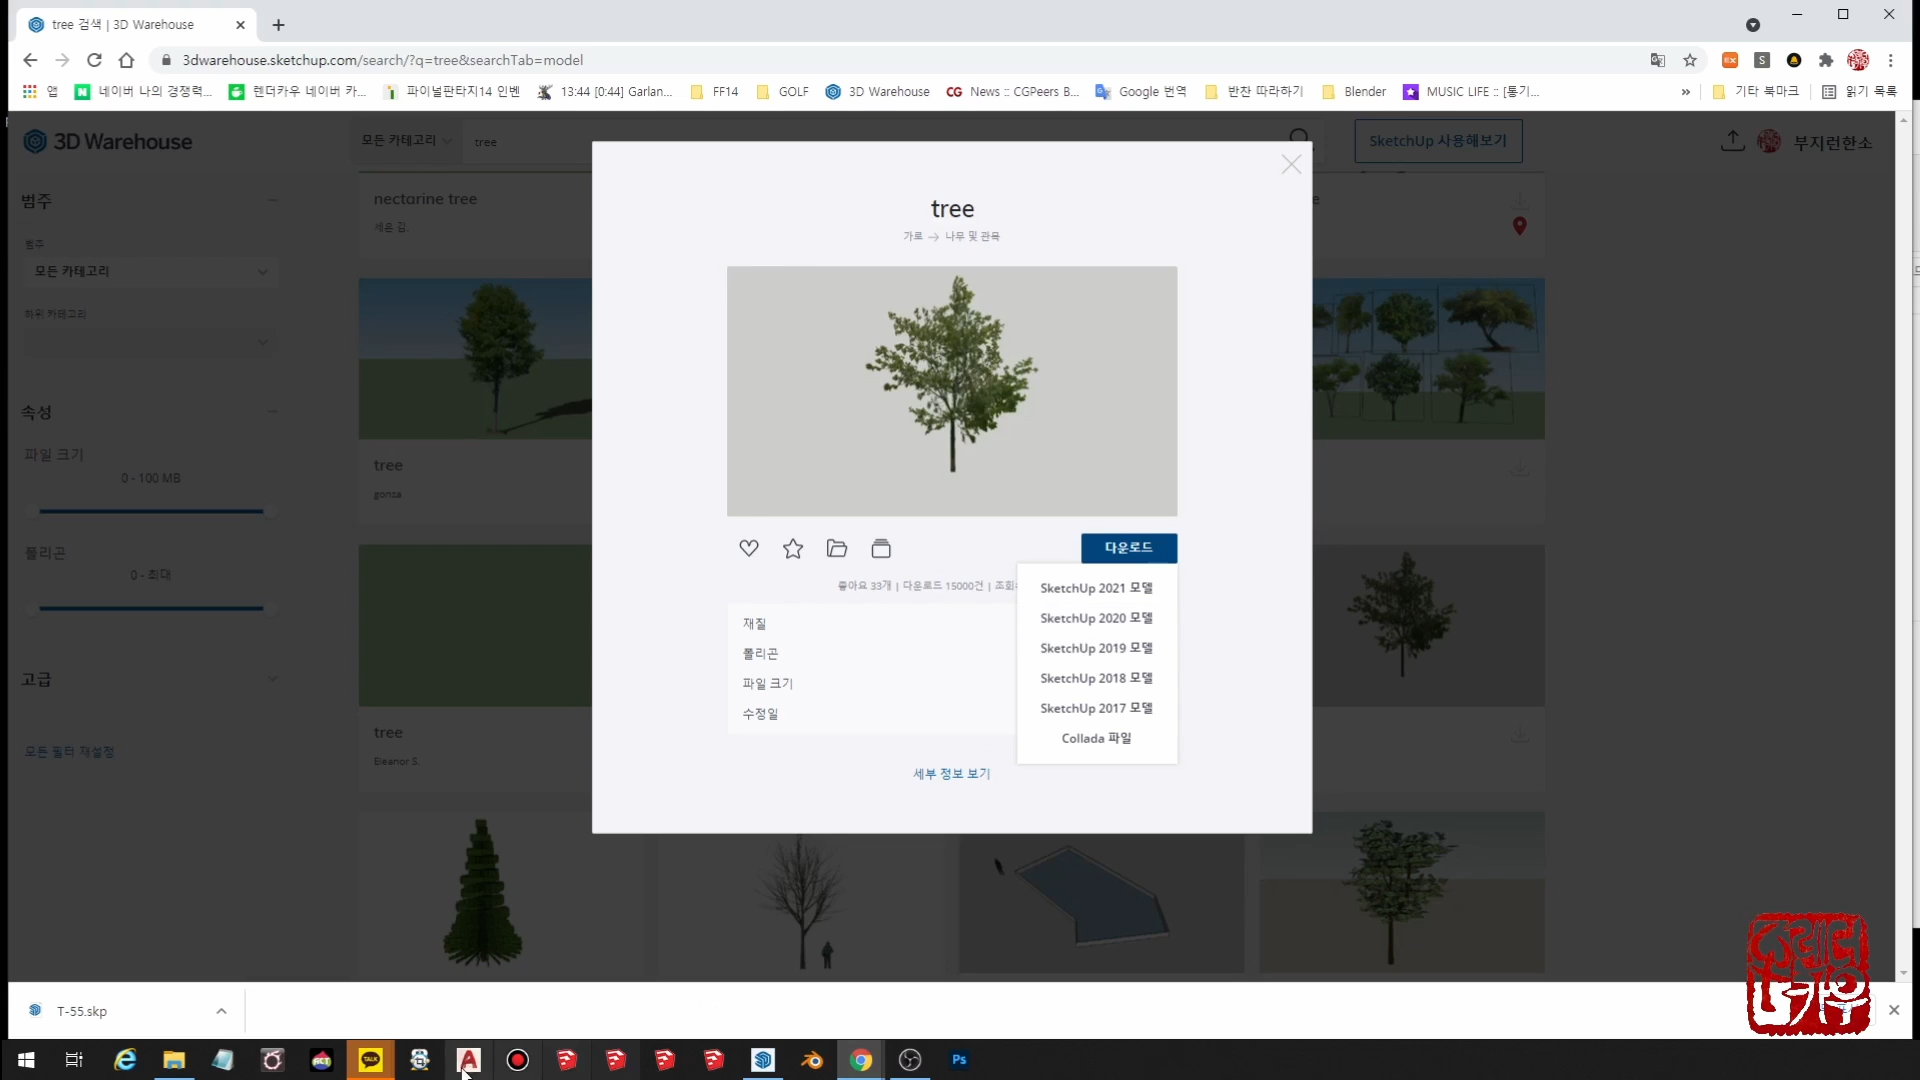 tree 검색 | 3D Warehouse
3dwarehouse.sketchup.com/search/?q=tree&searchTab=model
앱
네이버 나의 경쟁력...
렌더카우 네이버 카...
파이널판타지14 인벤
13:44 [0:44] Garlan...
FF14
GOLF
3D Warehouse
CG News :: CGPeers B...
Google 번역
반찬 따라하기
Blender
MUSIC LIFE :: [통기...
»
기타 북마크
읽기 목록
3D Warehouse
모든 카테고리
tree
SketchUp 사용해보기
부지런한소
범주
범주
모든 카테고리
하위 카테고리
속성
파일 크기
0 - 100 MB
폴리곤
0 - 최대
고급
모든 필터 재설정
nectarine tree
tree
gonza
tree
Eleanor S.
tree
가로 → 나무 및 관목
다운로드
좋아요 33개 | 다운로드 15000건 | 조회
재질
폴리곤
파일 크기
수정일
SketchUp 2021 모델
SketchUp 2020 모델
SketchUp 2019 모델
SketchUp 2018 모델
SketchUp 2017 모델
Collada 파일
세부 정보 보기
T-55.skp
TALK
Ps